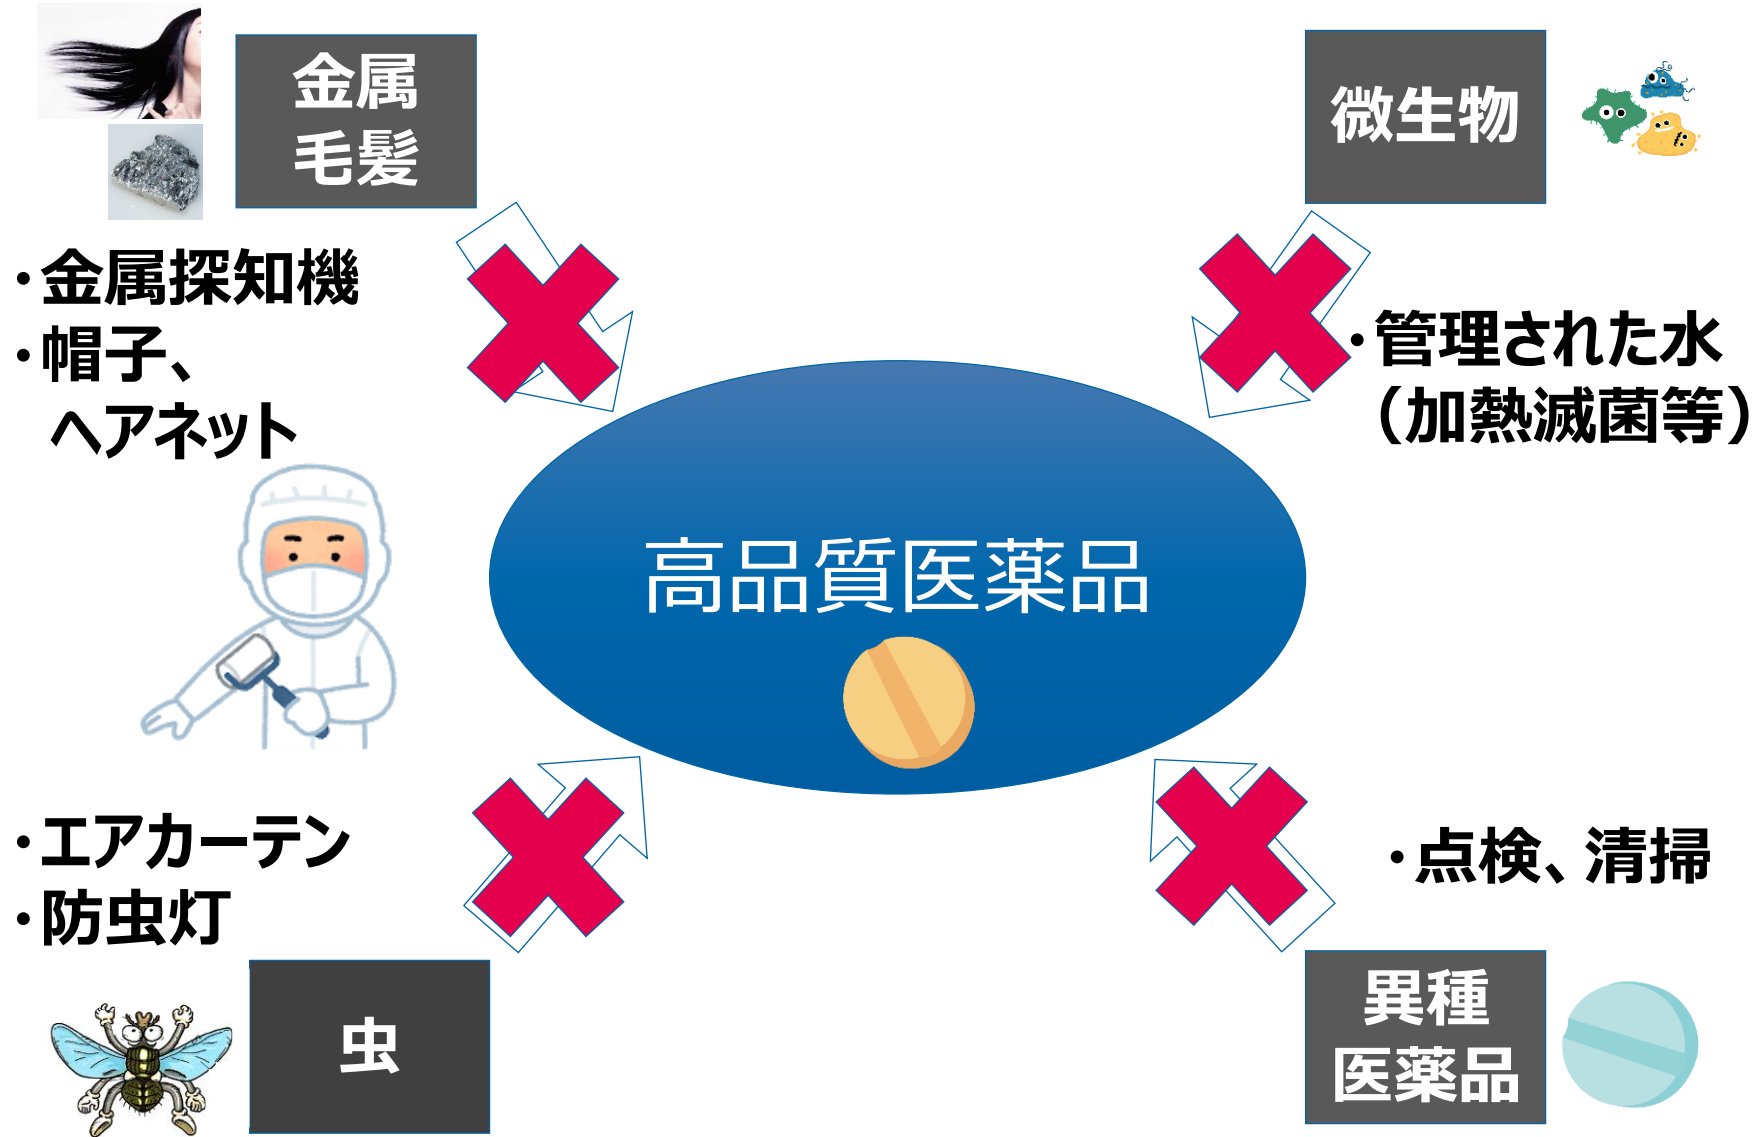 金属
毛髪
・金属探知機
・帽子、
ヘアネット
微生物
・管理された水
（加熱滅菌等）
高品質医薬品
・エアカーテン
・防虫灯
虫
・点検、清掃
異種
医薬品